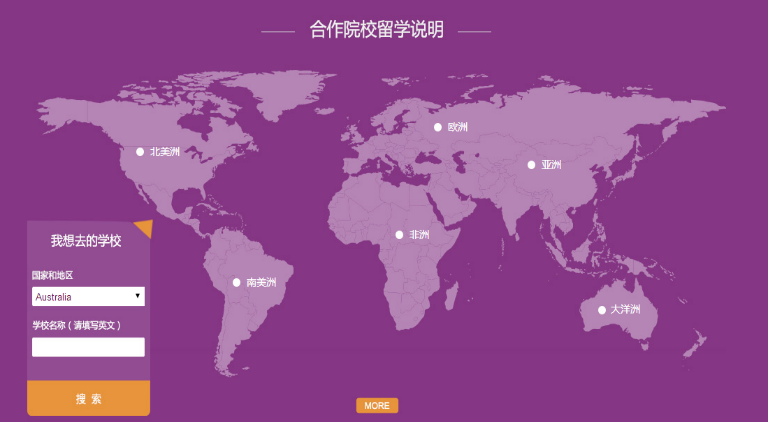 合作院校留学说明
欧洲
北美洲
亚洲
非洲
我想去的学校
国家和地区
南美洲
Australia
大洋洲
学校名称（请填写英文）
搜 索
MORE